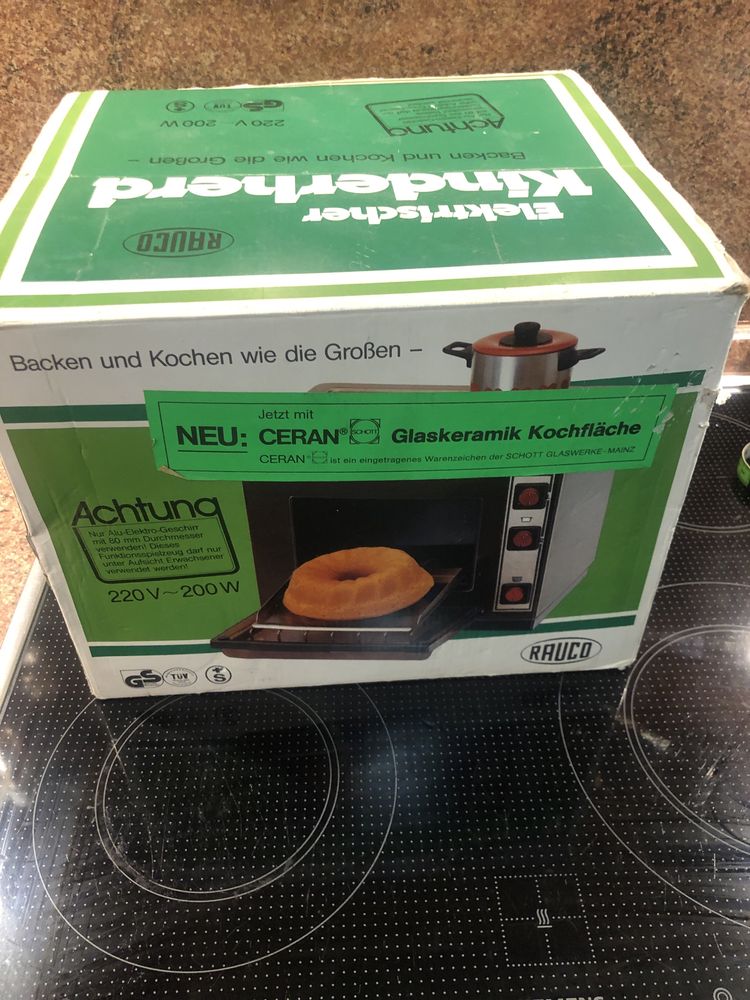 RAUCO
Elektrischer
Kinderherd
Backen und Kochen wie die Großen –
Achtung
220 V ~ 200 W
GS TÜV S
Backen und Kochen wie die Großen –
Jetzt mit
NEU: CERAN® SCHOTT Glaskeramik Kochfläche
CERAN® ist ein eingetragenes Warenzeichen der SCHOTT GLASWERKE-MAINZ
Achtung
Nur Alu-Elektro-Geschirr
mit 80 mm Durchmesser
verwenden! Dieses
Funktionsspielzeug darf nur
unter Aufsicht Erwachsener
verwendet werden!
220 V ~ 200 W
RAUCO
GS TÜV S